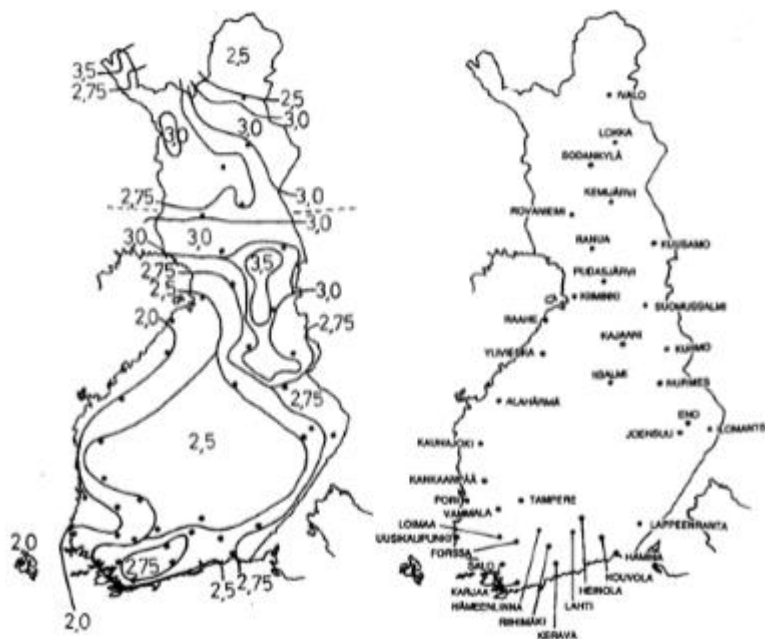 2,5
3,5
2,75
2,5
3,0
3,0
3,0
2,75
3,0
3,0
3,0
3,0
2,75
3,5
2,5
3,0
2,0
2,75
2,75
2,5
2,0
2,75
2,5
2,75
2,0
IVALO
LOKKA
SODANKYLÄ
KEMIJÄRVI
ROVANIEMI
RANUA
KUUSAMO
PUDASJÄRVI
KIIMINKI
SUOMUSSALMI
RAAHE
KAJAANI
KUHMO
YLIVIESKA
IISALMI
NURMES
ALAHÄRMÄ
ENO
JOENSUU
ILOMANTSI
KAUHAJOKI
KANKAANPÄÄ
PORI
TAMPERE
VAMMALA
LOIMAA
LAPPEENRANTA
UUSIKAUPUNKI
FORSSA
HAMINA
SALO
KOUVOLA
KARJAA
HEINOLA
HÄMEENLINNA
LAHTI
RIIHIMÄKI
KERAVA